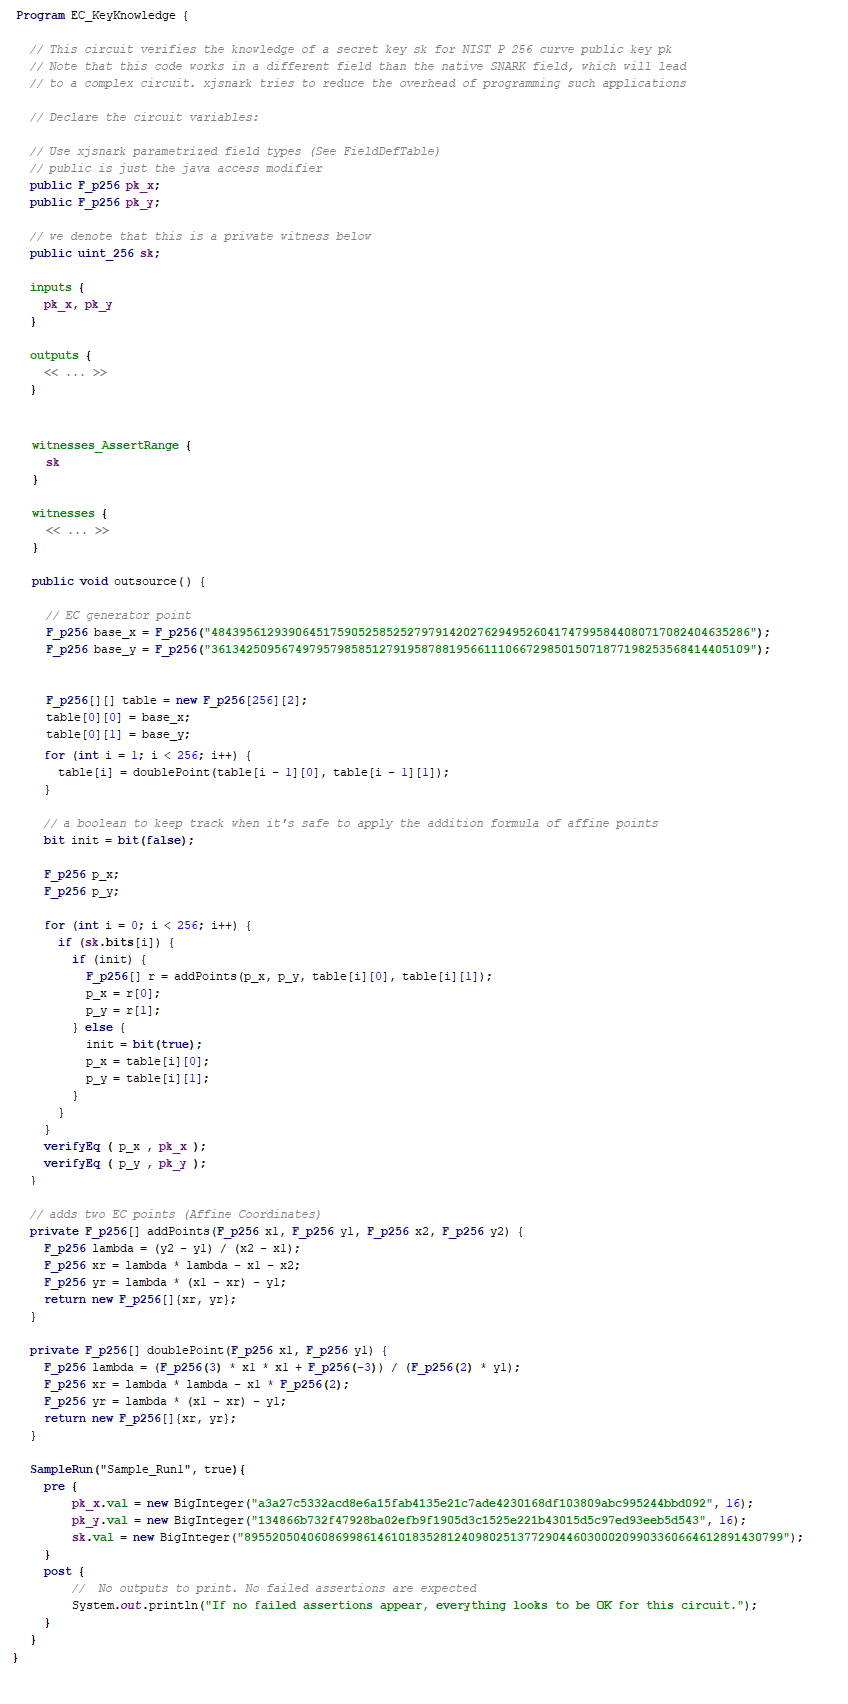 Program EC_KeyKnowledge {
// This circuit verifies the knowledge of a secret key sk for NIST P 256 curve public key pk
// Note that this code works in a different field than the native SNARK field, which will lead
// to a complex circuit. xjsnark tries to reduce the overhead of programming such applications
// Declare the circuit variables:
// Use xjsnark parametrized field types (See FieldDefTable)
// public is just the java access modifier
public F_p256 pk_x;
public F_p256 pk_y;
// we denote that this is a private witness below
public uint_256 sk;
inputs {
pk_x, pk_y
}
outputs {
<< ... >>
}
witnesses_AssertRange {
sk
}
witnesses {
<< ... >>
}
public void outsource() {
// EC generator point
F_p256 base_x = F_p256("48439561293906451759052585252797914202762949526041747995844080717082404635286");
F_p256 base_y = F_p256("36134250956749795798585127919587881956611106672985015071877198253568414405109");
F_p256[][] table = new F_p256[256][2];
table[0][0] = base_x;
table[0][1] = base_y;
for (int i = 1; i < 256; i++) {
table[i] = doublePoint(table[i - 1][0], table[i - 1][1]);
}
// a boolean to keep track when it's safe to apply the addition formula of affine points
bit init = bit(false);
F_p256 p_x;
F_p256 p_y;
for (int i = 0; i < 256; i++) {
if (sk.bits[i]) {
if (init) {
F_p256[] r = addPoints(p_x, p_y, table[i][0], table[i][1]);
p_x = r[0];
p_y = r[1];
} else {
init = bit(true);
p_x = table[i][0];
p_y = table[i][1];
}
}
}
verifyEq ( p_x , pk_x );
verifyEq ( p_y , pk_y );
}
// adds two EC points (Affine Coordinates)
private F_p256[] addPoints(F_p256 x1, F_p256 y1, F_p256 x2, F_p256 y2) {
F_p256 lambda = (y2 - y1) / (x2 - x1);
F_p256 xr = lambda * lambda - x1 - x2;
F_p256 yr = lambda * (x1 - xr) - y1;
return new F_p256[]{xr, yr};
}
private F_p256[] doublePoint(F_p256 x1, F_p256 y1) {
F_p256 lambda = (F_p256(3) * x1 * x1 + F_p256(-3)) / (F_p256(2) * y1);
F_p256 xr = lambda * lambda - x1 * F_p256(2);
F_p256 yr = lambda * (x1 - xr) - y1;
return new F_p256[]{xr, yr};
}
SampleRun("Sample_Run1", true){
pre {
pk_x.val = new BigInteger("a3a27c5332acd8e6a15fab4135e21c7ade4230168df103809abc995244bbd092", 16);
pk_y.val = new BigInteger("134866b732f47928ba02efb9f1905d3c1525e221b43015d5c97ed93eeb5d543", 16);
sk.val = new BigInteger("89552050406086998614610183528124098025137729044603000209903360664612891430799");
}
post {
// No outputs to print. No failed assertions are expected
System.out.println("If no failed assertions appear, everything looks to be OK for this circuit.");
}
}
}